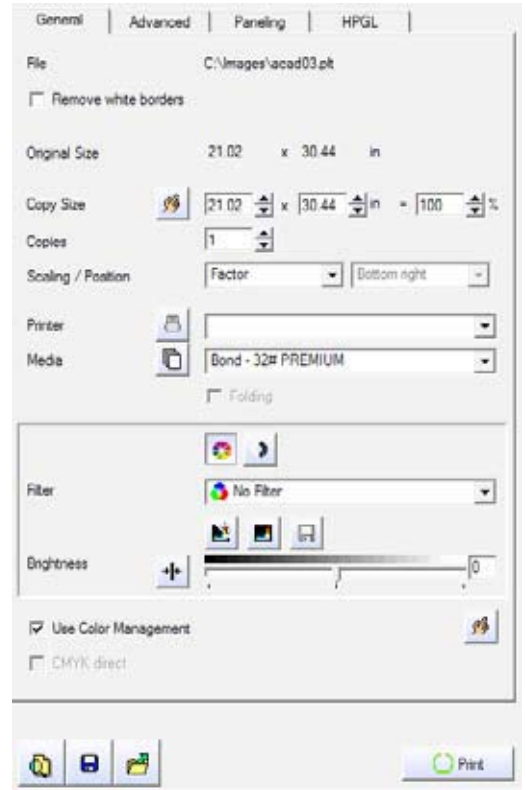 General Advanced Paneling HPGL
File C:\Images\acad03.plt
Remove white borders
Original Size 21.02 x 30.44 in
Copy Size 21.02 x 30.44 in = 100 %
Copies 1
Scaling / Position Factor Bottom right
Printer
Media Bond - 32# PREMIUM
Folding
Filter No Filter
Brightness 0
Use Color Management
CMYK direct
Print